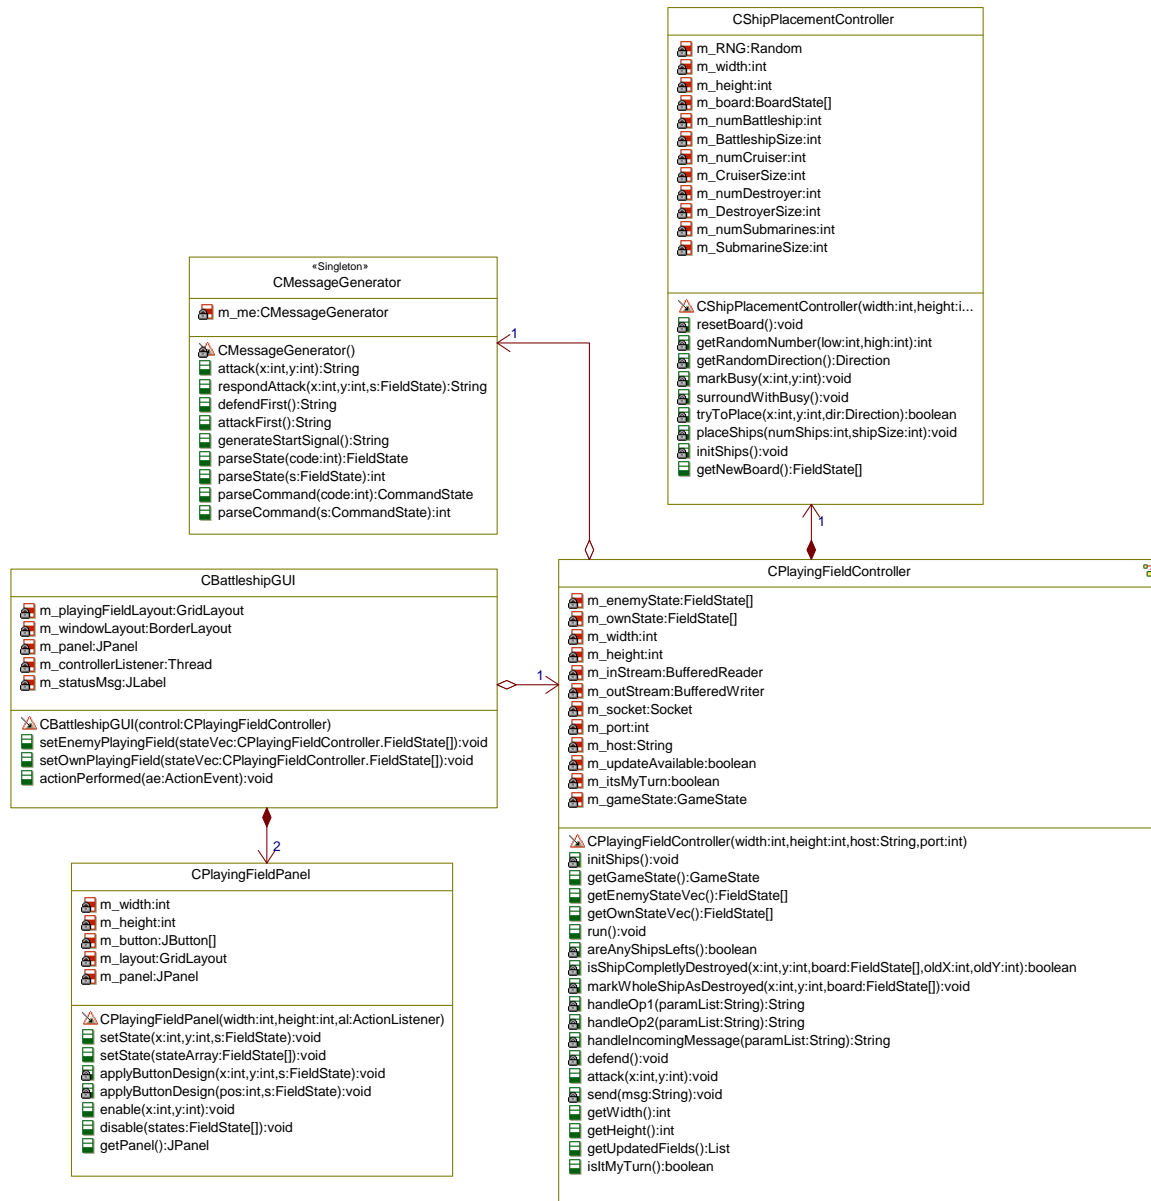 CShipPlacementController
m_RNG:Random
m_width:int
m_height:int
m_board:BoardState[]
m_numBattleship:int
m_BattleshipSize:int
m_numCruiser:int
m_CruiserSize:int
m_numDestroyer:int
m_DestroyerSize:int
m_numSubmarines:int
m_SubmarineSize:int
CShipPlacementController(width:int,height:i...
resetBoard():void
getRandomNumber(low:int,high:int):int
getRandomDirection():Direction
markBusy(x:int,y:int):void
surroundWithBusy():void
tryToPlace(x:int,y:int,dir:Direction):boolean
placeShips(numShips:int,shipSize:int):void
initShips():void
getNewBoard():FieldState[]
«Singleton»
CMessageGenerator
m_me:CMessageGenerator
CMessageGenerator()
attack(x:int,y:int):String
respondAttack(x:int,y:int,s:FieldState):String
defendFirst():String
attackFirst():String
generateStartSignal():String
parseState(code:int):FieldState
parseState(s:FieldState):int
parseCommand(code:int):CommandState
parseCommand(s:CommandState):int
1
1
CBattleshipGUI
m_playingFieldLayout:GridLayout
m_windowLayout:BorderLayout
m_panel:JPanel
m_controllerListener:Thread
m_statusMsg:JLabel
CBattleshipGUI(control:CPlayingFieldController)
setEnemyPlayingField(stateVec:CPlayingFieldController.FieldState[]):void
setOwnPlayingField(stateVec:CPlayingFieldController.FieldState[]):void
actionPerformed(ae:ActionEvent):void
1
2
CPlayingFieldPanel
m_width:int
m_height:int
m_button:JButton[]
m_layout:GridLayout
m_panel:JPanel
CPlayingFieldPanel(width:int,height:int,al:ActionListener)
setState(x:int,y:int,s:FieldState):void
setState(stateArray:FieldState[]):void
applyButtonDesign(x:int,y:int,s:FieldState):void
applyButtonDesign(pos:int,s:FieldState):void
enable(x:int,y:int):void
disable(states:FieldState[]):void
getPanel():JPanel
CPlayingFieldController
m_enemyState:FieldState[]
m_ownState:FieldState[]
m_width:int
m_height:int
m_inStream:BufferedReader
m_outStream:BufferedWriter
m_socket:Socket
m_port:int
m_host:String
m_updateAvailable:boolean
m_itsMyTurn:boolean
m_gameState:GameState
CPlayingFieldController(width:int,height:int,host:String,port:int)
initShips():void
getGameState():GameState
getEnemyStateVec():FieldState[]
getOwnStateVec():FieldState[]
run():void
areAnyShipsLefts():boolean
isShipCompletlyDestroyed(x:int,y:int,board:FieldState[],oldX:int,oldY:int):boolean
markWholeShipAsDestroyed(x:int,y:int,board:FieldState[]):void
handleOp1(paramList:String):String
handleOp2(paramList:String):String
handleIncomingMessage(paramList:String):String
defend():void
attack(x:int,y:int):void
send(msg:String):void
getWidth():int
getHeight():int
getUpdatedFields():List
isItMyTurn():boolean